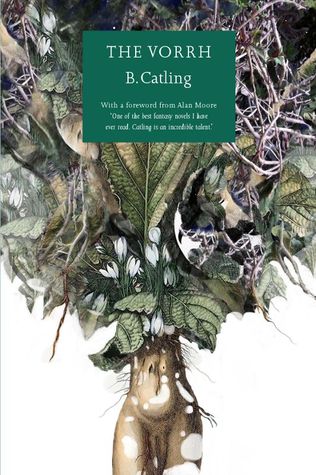 THE VORRH
B. Catling
With a foreword from Alan Moore
'One of the best fantasy novels I have
ever read. Catling is an incredible talent.'